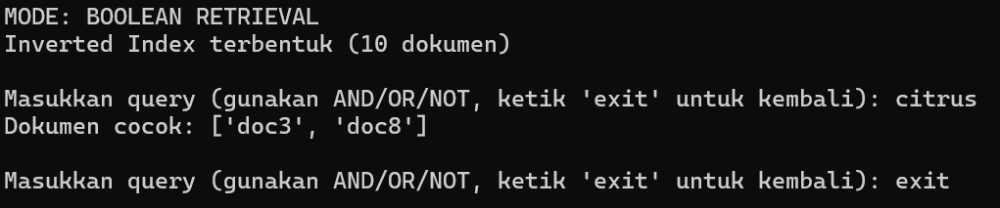 MODE: BOOLEAN RETRIEVAL
Inverted Index terbentuk (10 dokumen)
Masukkan query (gunakan AND/OR/NOT, ketik 'exit' untuk kembali): citrus
Dokumen cocok: ['doc3', 'doc8']
Masukkan query (gunakan AND/OR/NOT, ketik 'exit' untuk kembali): exit